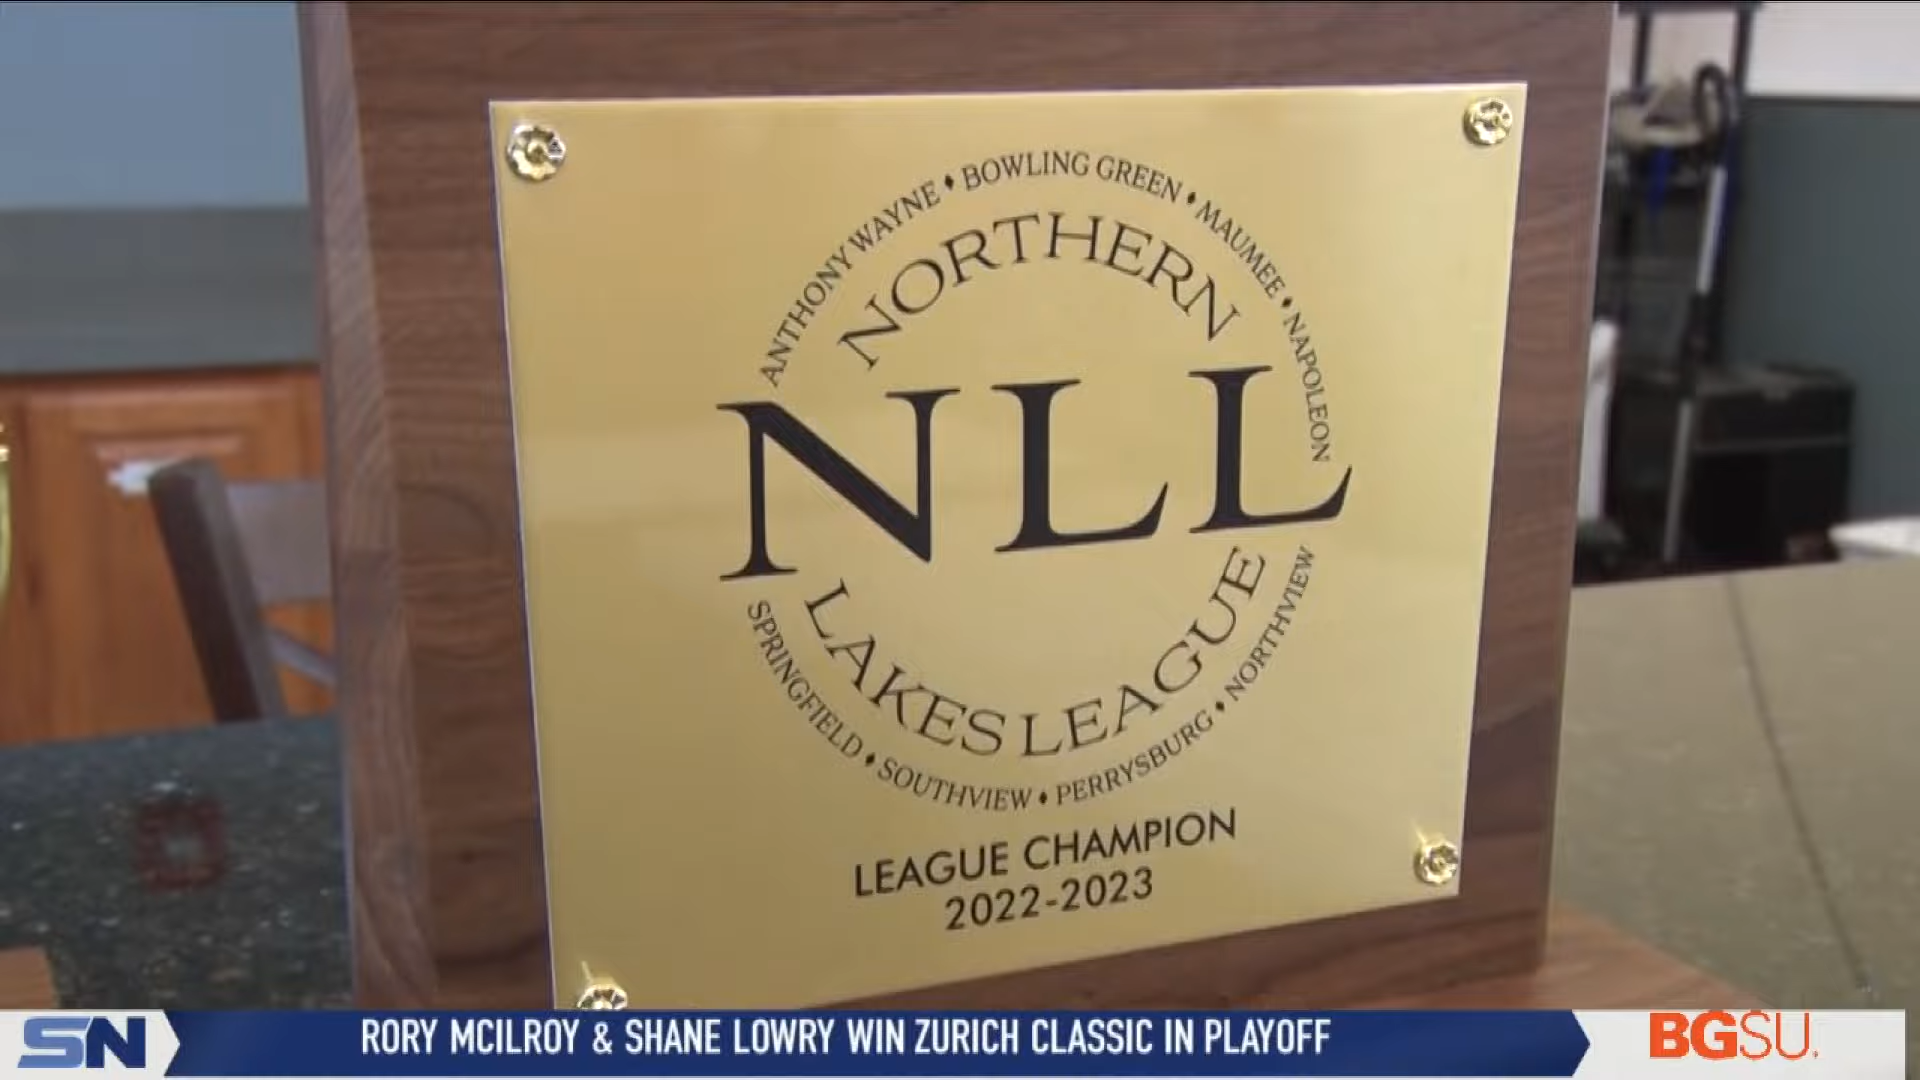 ANTHONY WAYNE ♦ BOWLING GREEN ♦ MAUMEE ♦ NAPOLEON
NORTHERN
NLL
LAKES LEAGUE
SPRINGFIELD ♦ SOUTHVIEW ♦ PERRYSBURG ♦ NORTHVIEW
LEAGUE CHAMPION
2022-2023
SN
RORY MCILROY & SHANE LOWRY WIN ZURICH CLASSIC IN PLAYOFF
BGSU.